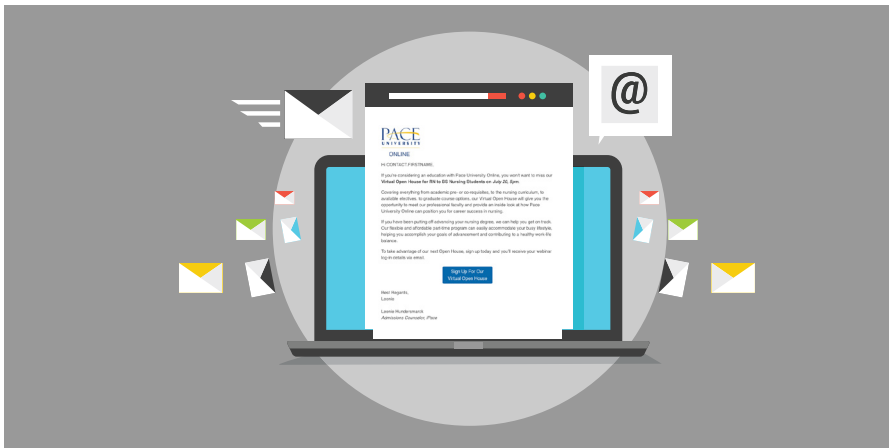 @
PACE
UNIVERSITY
ONLINE
Hi CONTACT.FIRSTNAME,
If you're considering an education with Pace University Online, you won't want to miss our
Virtual Open House for RN to BS Nursing Students on July 20, 5pm.
Covering everything from academic pre- or co-requisites, to the nursing curriculum, to
available electives, to graduate course options, our Virtual Open House will give you the
opportunity to meet our professional faculty and provide an inside look at how Pace
University Online can position you for career success in nursing.
If you have been putting off advancing your nursing degree, we can help you get on track.
Our flexible and affordable part-time program can easily accommodate your busy lifestyle,
helping you accomplish your goals of advancement and contributing to a healthy work life
balance.
To take advantage of our next Open House, sign up today and you'll receive your webinar
log-in details via email.
Sign Up For Our
Virtual Open House
Best Regards,
Leonie
Leonie
Admissions Counselor, Pace